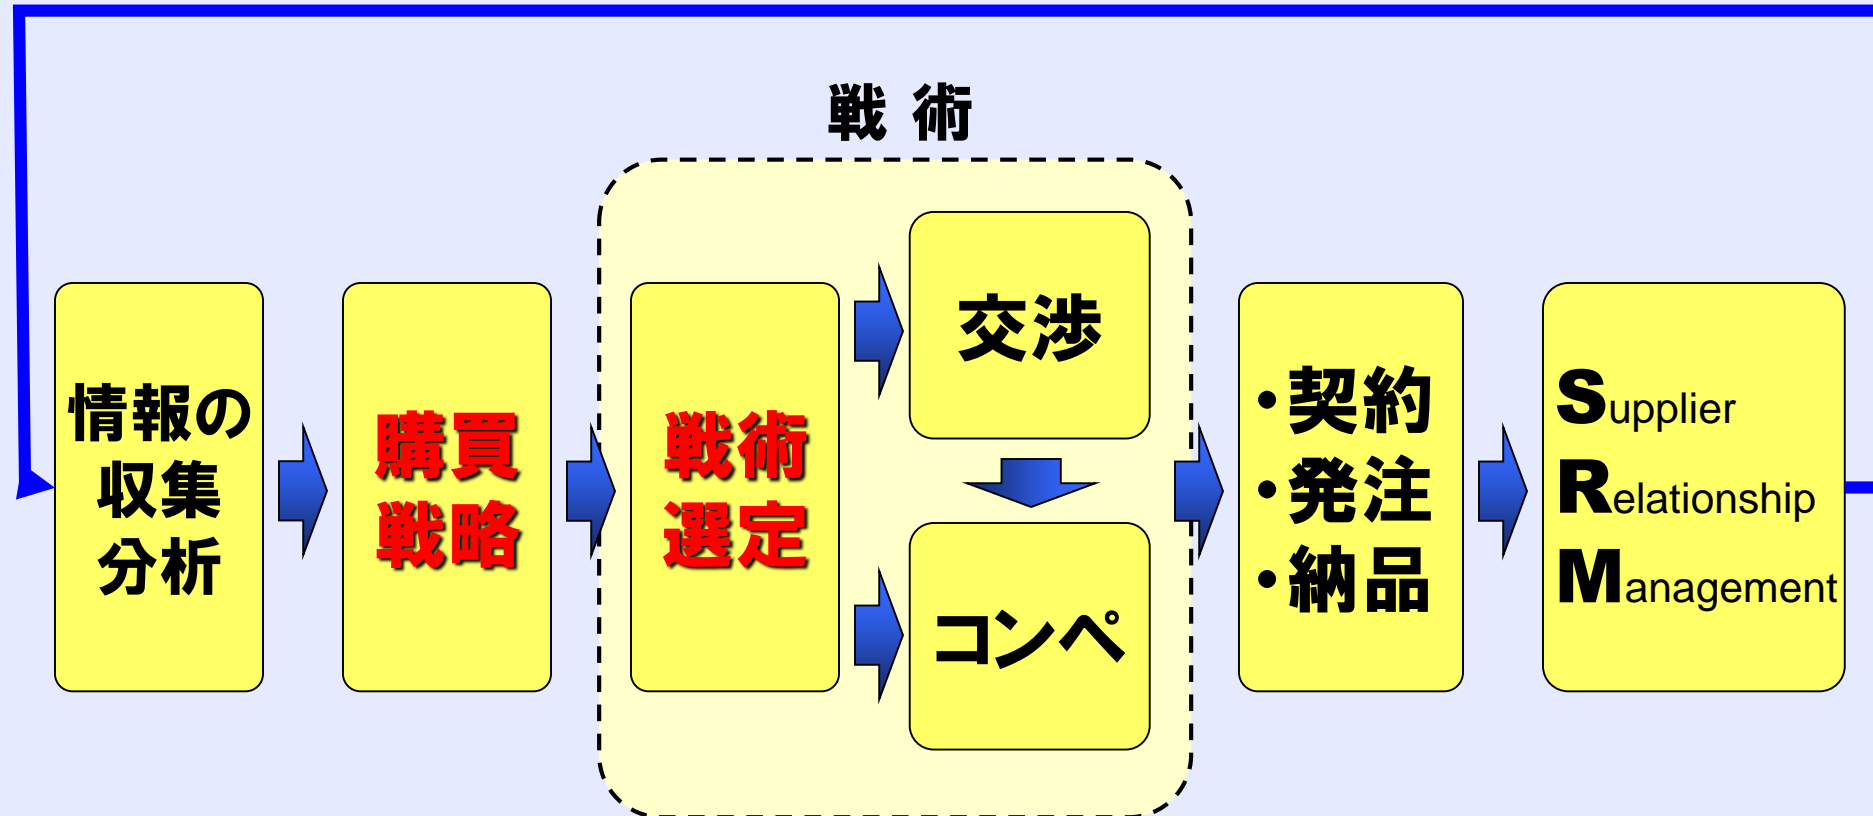 戦 術
情報の
収集
分析
購買
戦略
戦術
選定
交渉
コンペ
・契約
・発注
・納品
Supplier
Relationship
Management